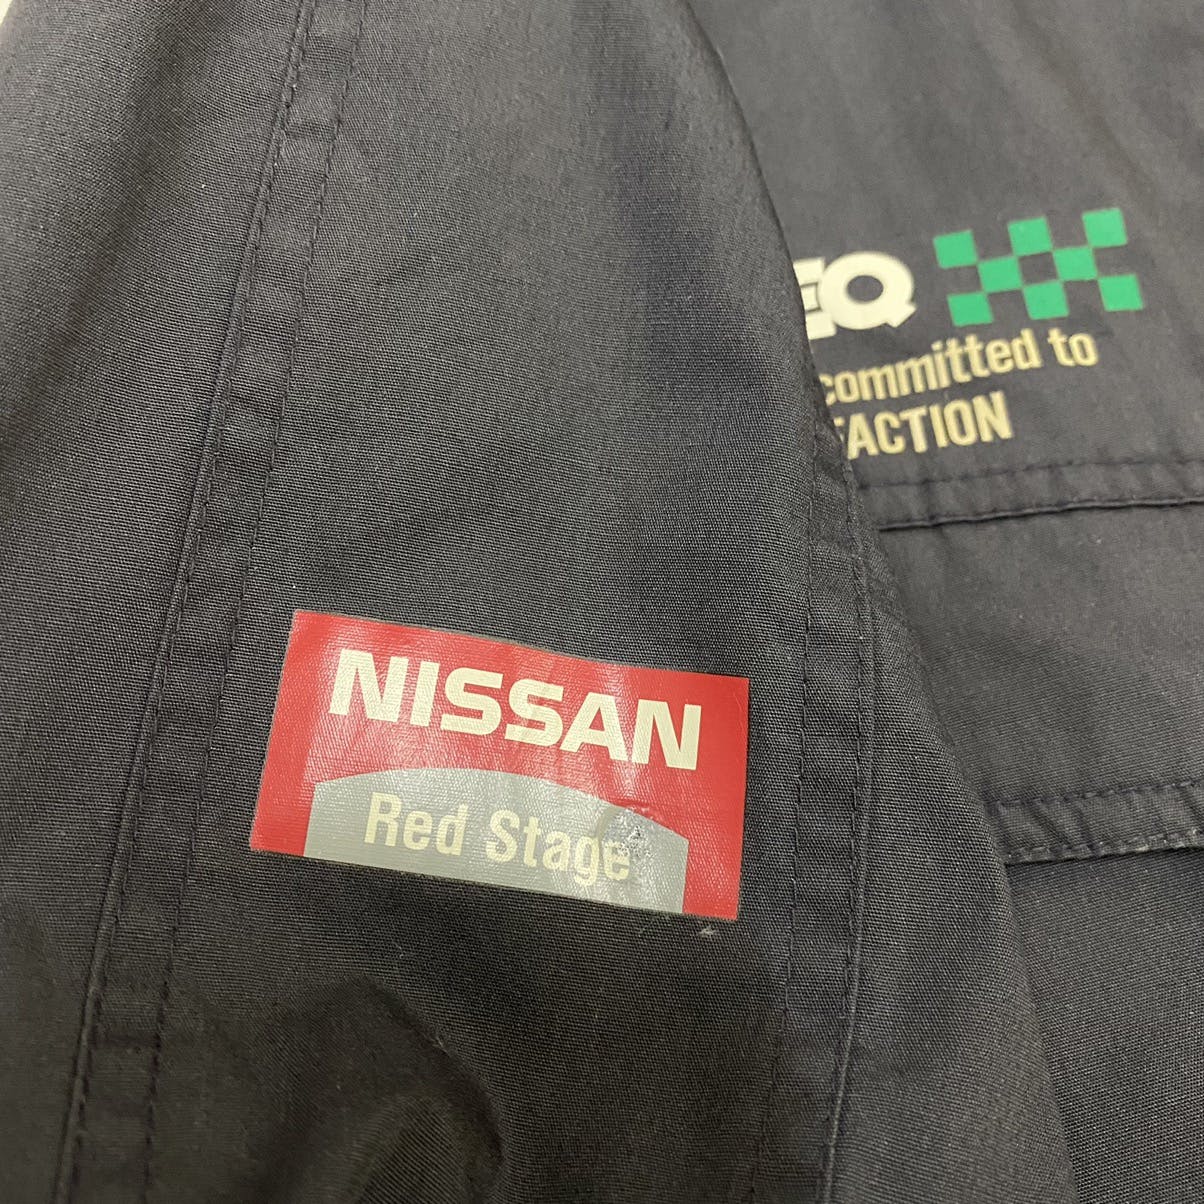 NISSAN
Red Stage
EQ
committed to
FACTION